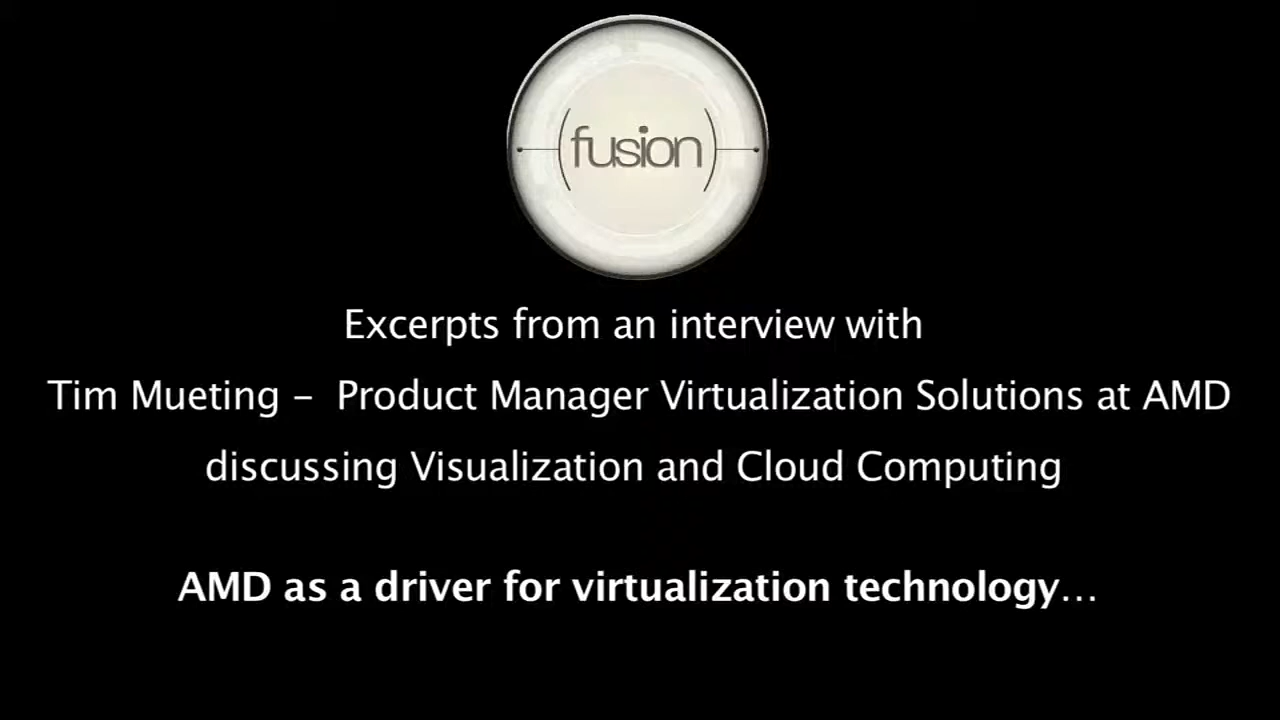 (fusion)
Excerpts from an interview with
Tim Mueting – Product Manager Virtualization Solutions at AMD
discussing Visualization and Cloud Computing
AMD as a driver for virtualization technology...